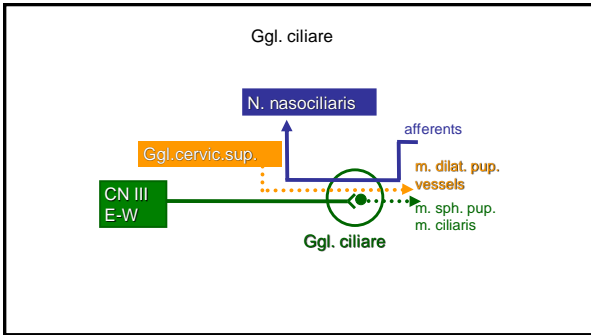 Ggl. ciliare
N. nasociliaris
afferents
Ggl.cervic.sup.
m. dilat. pup.
vessels
CN III
E-W
m. sph. pup.
m. ciliaris
Ggl. ciliare